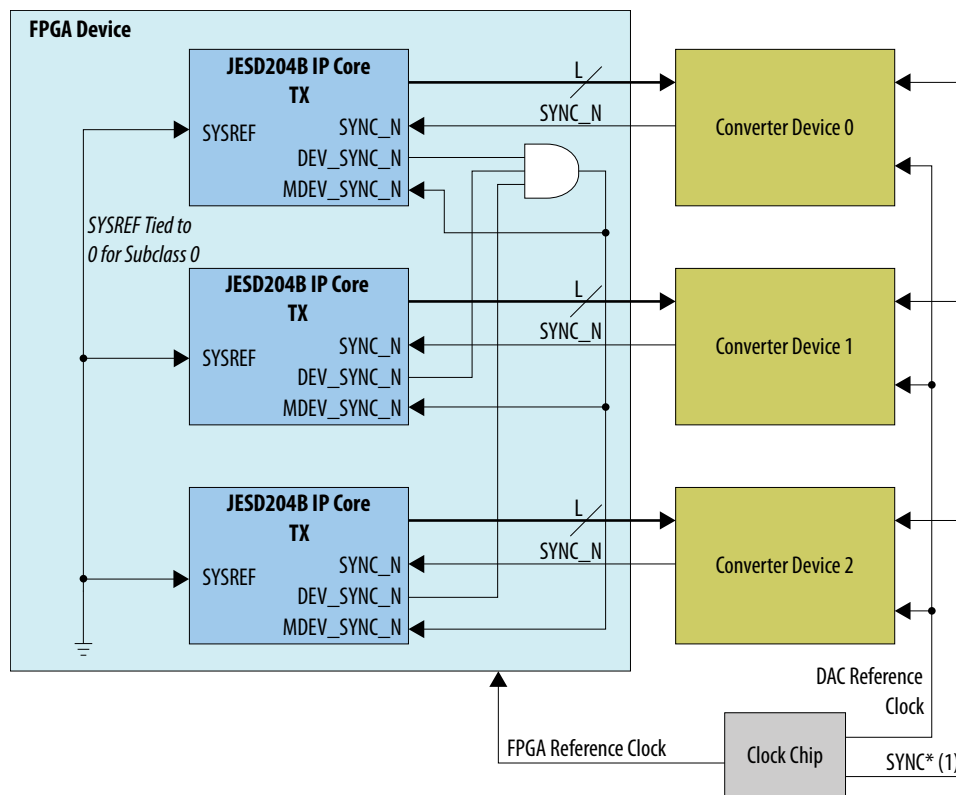 FPGA Device
JESD204B IP Core
TX
SYSREF
SYNC_N
DEV_SYNC_N
MDEV_SYNC_N
L
SYNC_N
Converter Device 0
SYSREF Tied to
0 for Subclass 0
JESD204B IP Core
TX
SYSREF
SYNC_N
DEV_SYNC_N
MDEV_SYNC_N
L
SYNC_N
Converter Device 1
JESD204B IP Core
TX
SYSREF
SYNC_N
DEV_SYNC_N
MDEV_SYNC_N
L
SYNC_N
Converter Device 2
DAC Reference
Clock
FPGA Reference Clock
Clock Chip
SYNC* (1)